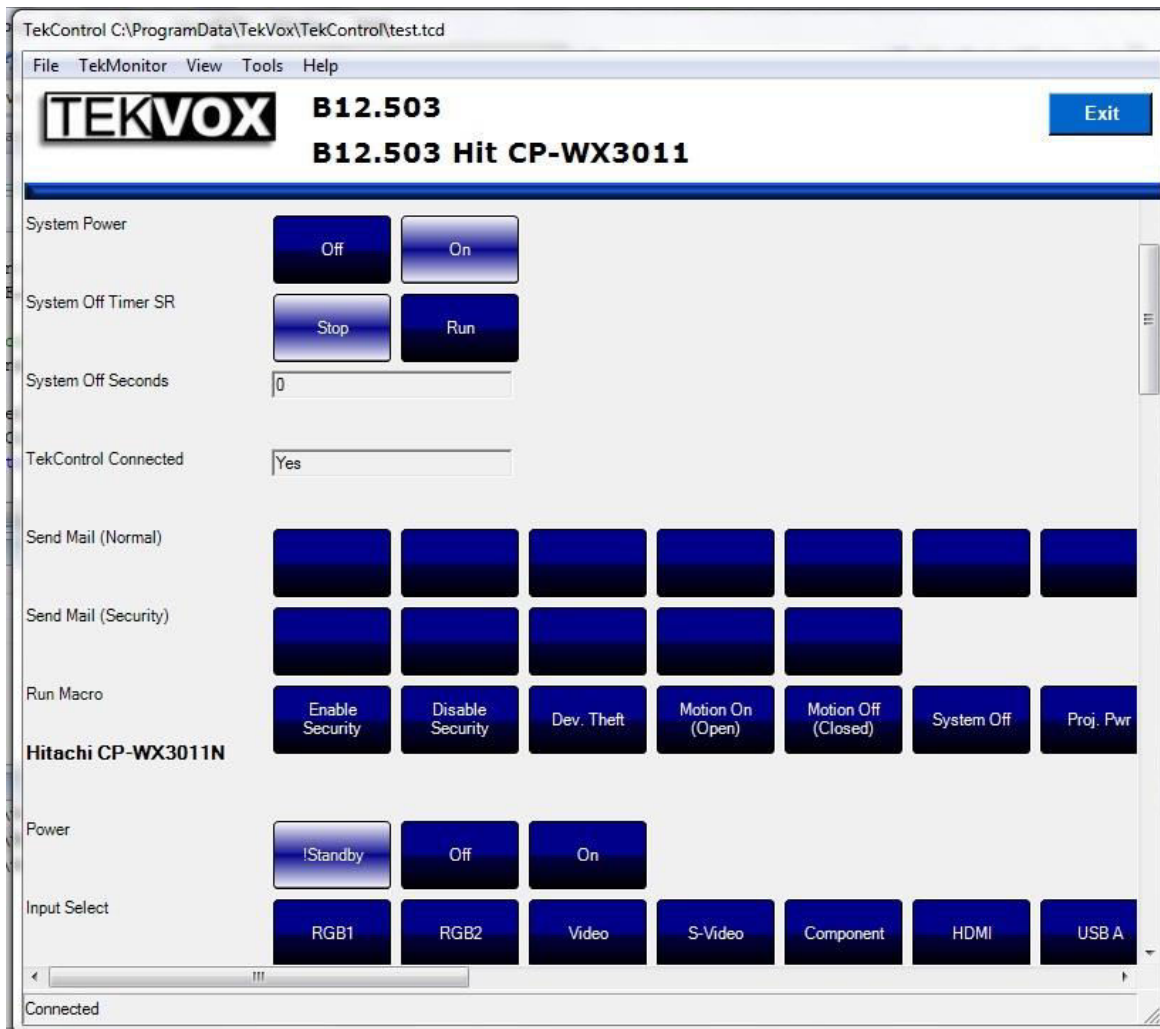 TekControl C:\ProgramData\TekVox\TekControl\test.tcd
File TekMonitor View Tools Help
TEKVOX
B12.503
B12.503 Hit CP-WX3011
Exit
System Power
Off On
System Off Timer SR
Stop Run
System Off Seconds
0
TekControl Connected
Yes
Send Mail (Normal)
Send Mail (Security)
Run Macro
Enable Security
Disable Security
Dev. Theft
Motion On (Open)
Motion Off (Closed)
System Off
Proj. Pwr
Hitachi CP-WX3011N
Power
!Standby Off On
Input Select
RGB1 RGB2 Video S-Video Component HDMI USB A
Connected